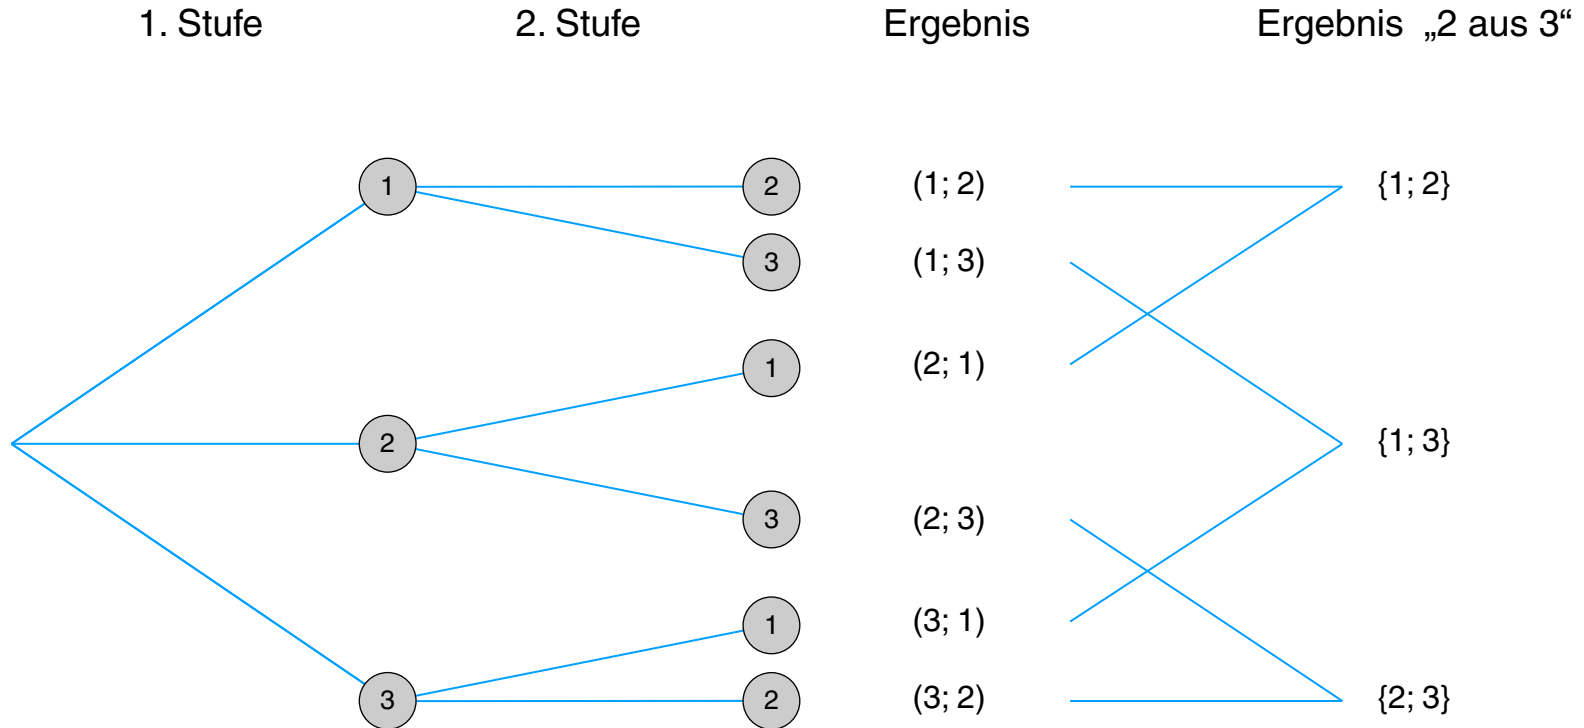 1. Stufe 2. Stufe Ergebnis Ergebnis „2 aus 3“
1 2 (1; 2) {1; 2}
3 (1; 3)
1 (2; 1)
2 {1; 3}
3 (2; 3)
1 (3; 1)
3 2 (3; 2) {2; 3}